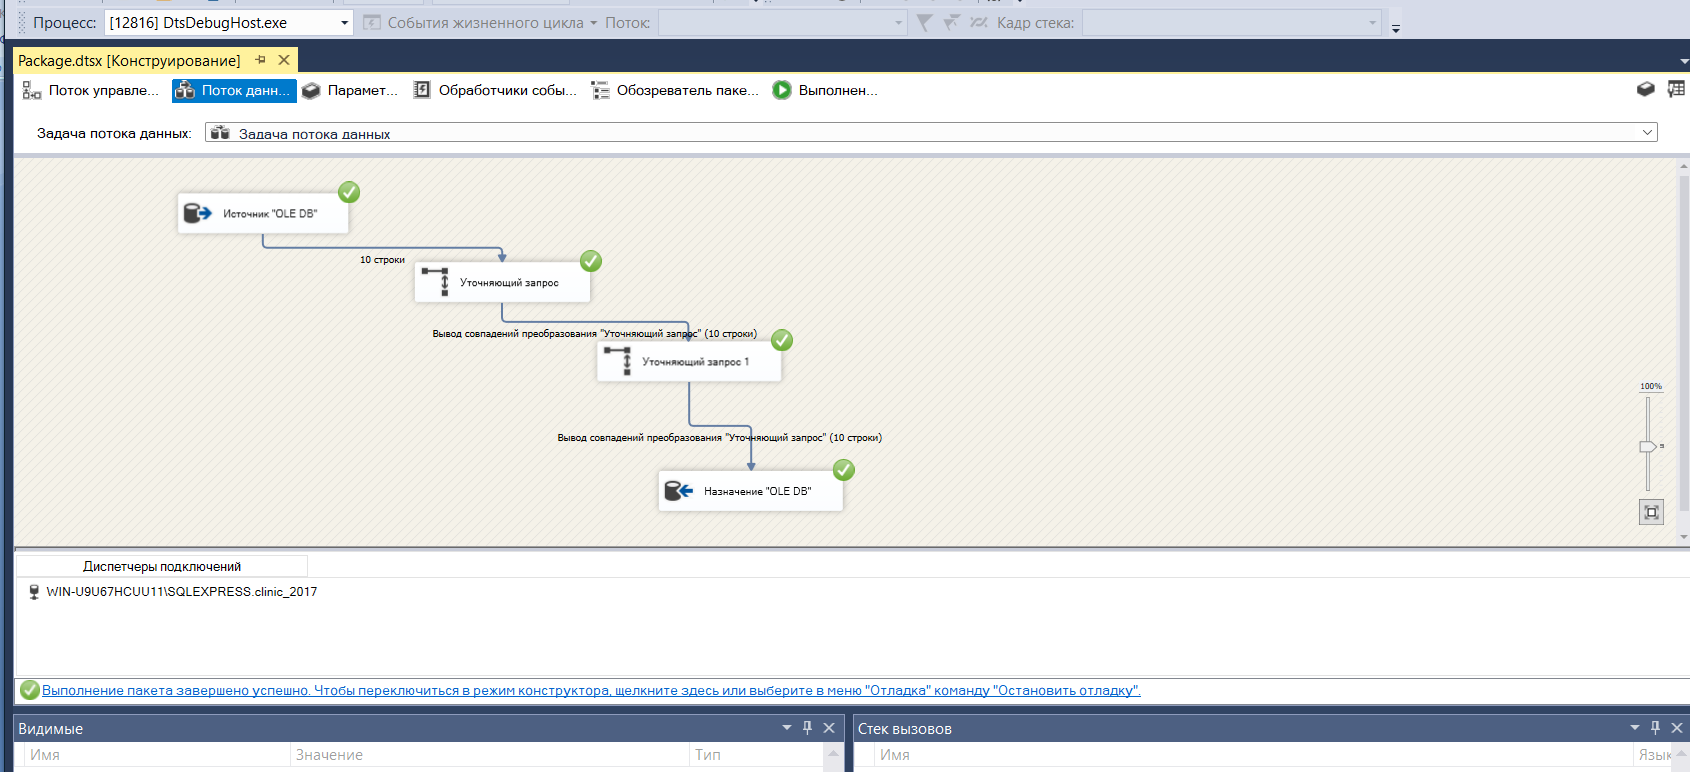 Процесс: [12816] DtsDebugHost.exe События жизненного цикла Поток: Кадр стека:
Package.dtsx [Конструирование]
Поток управле... Поток данн... Парамет... Обработчики собы... Обозреватель паке... Выполнен...
Задача потока данных: Задача потока данных
Источник "OLE DB"
10 строки
Уточняющий запрос
Вывод совпадений преобразования "Уточняющий запрос" (10 строки)
Уточняющий запрос 1
100%
Вывод совпадений преобразования "Уточняющий запрос" (10 строки)
Назначение "OLE DB"
Диспетчеры подключений
WIN-U9U67HCUU11\SQLEXPRESS.clinic_2017
Выполнение пакета завершено успешно. Чтобы переключиться в режим конструктора, щелкните здесь или выберите в меню "Отладка" команду "Остановить отладку".
Видимые Стек вызовов
Имя Значение Тип Имя Язык